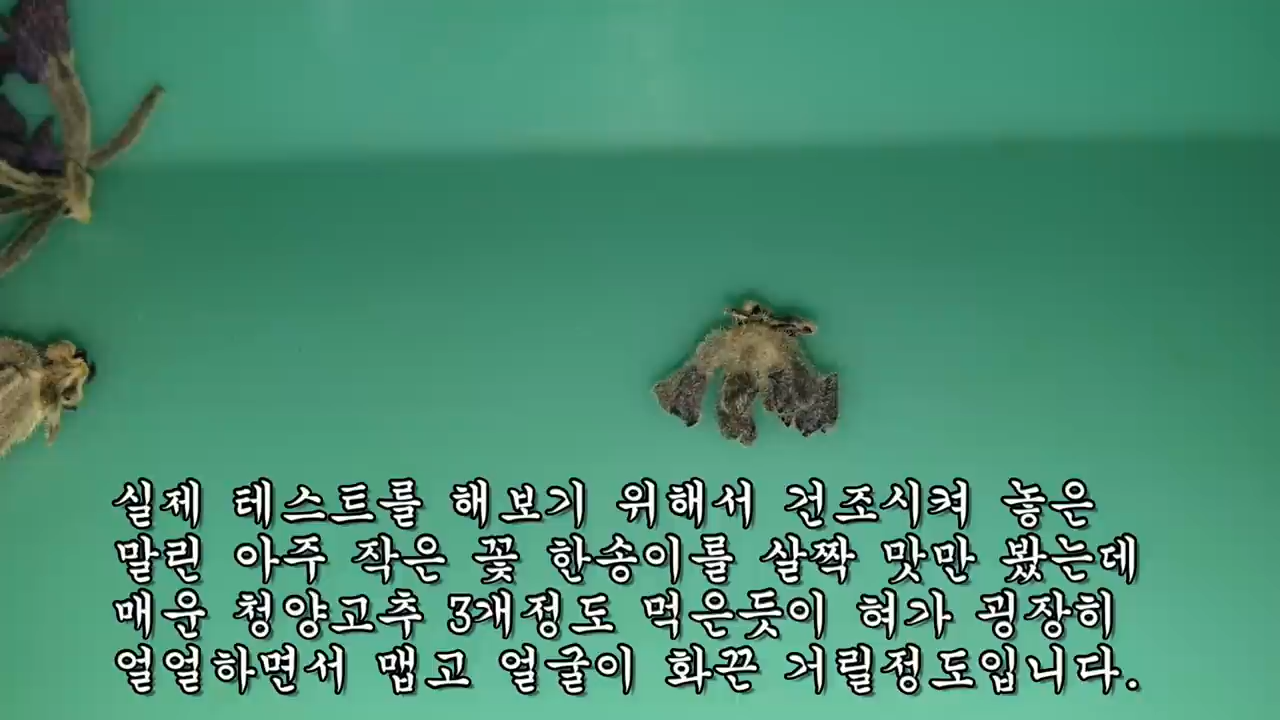 실제 테스트를 해보기 위해서 건조시켜 놓은
말린 아주 작은 꽃 한송이를 살짝 맛만 봤는데
매운 청양고추 3개정도 먹은듯이 혀가 굉장히
얼얼하면서 맵고 얼굴이 화끈 거릴정도입니다.